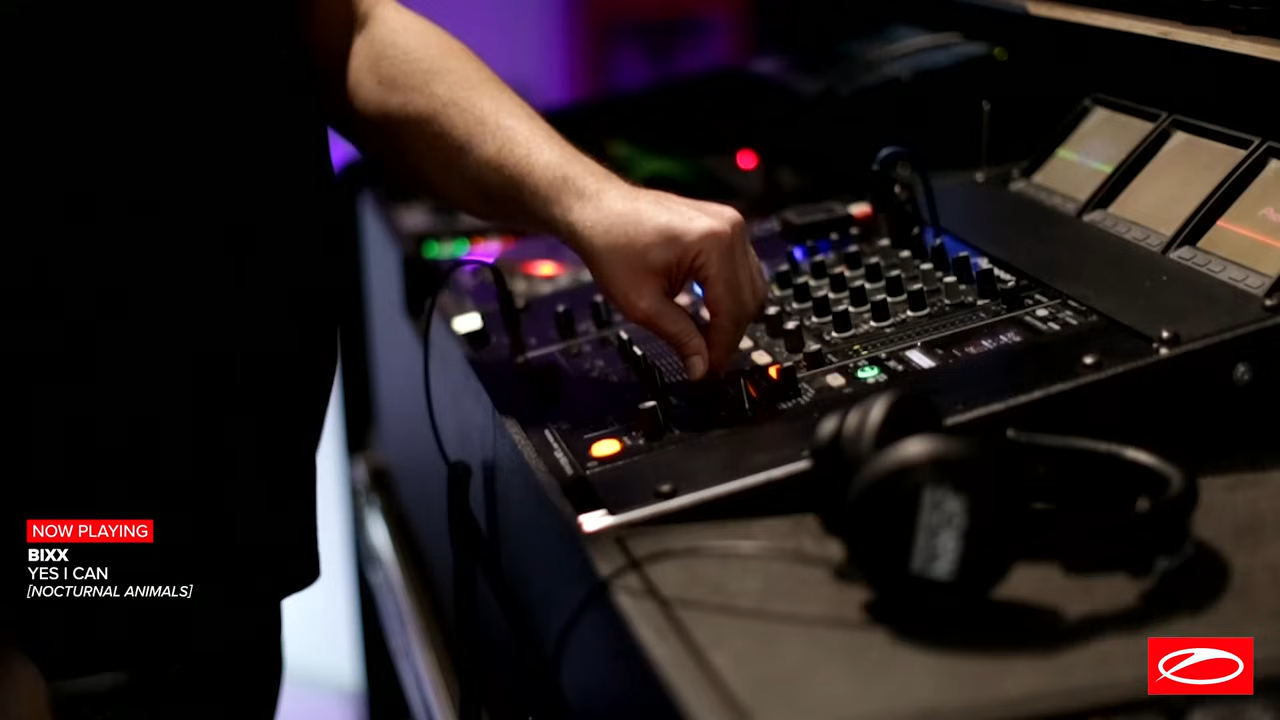 NOW PLAYING
BIXX
YES I CAN
[NOCTURNAL ANIMALS]